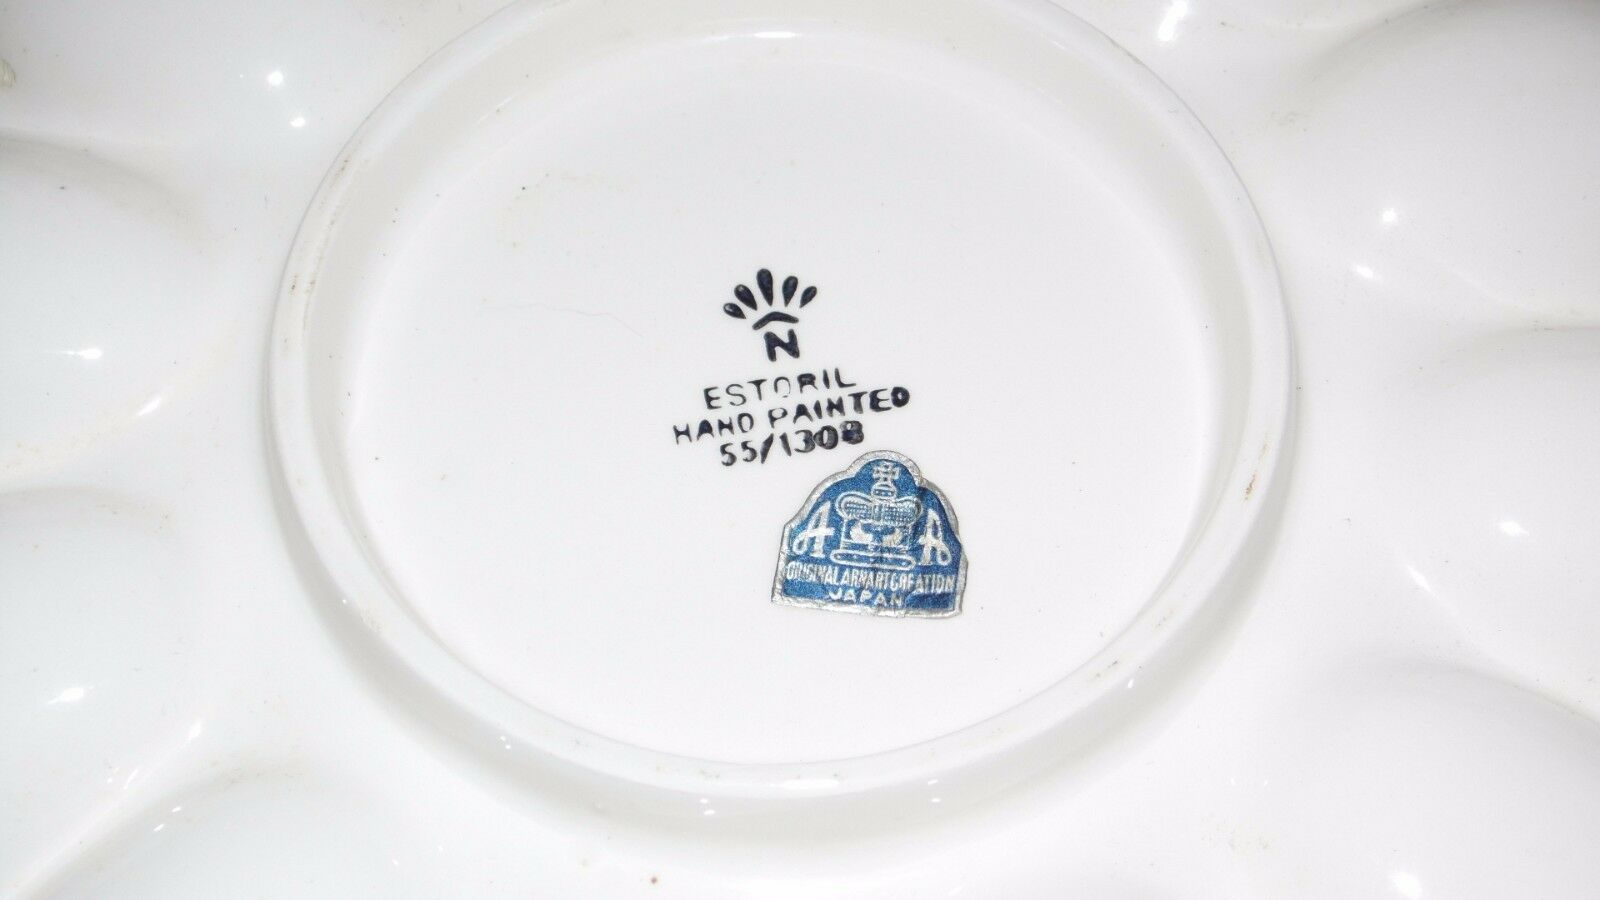 N
ESTORIL
HAND PAINTED
55/1308
A A
ORIGINAL ARNART CREATION
JAPAN